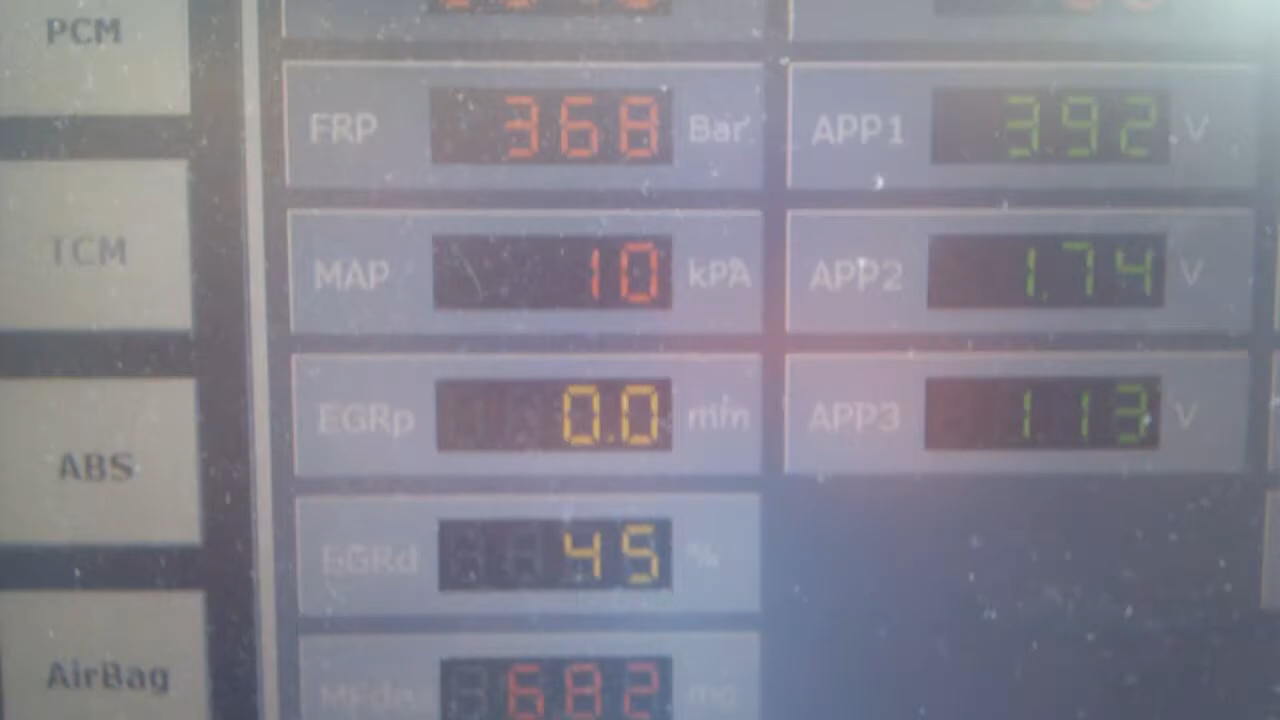 PCM
FRP 368 Bar APP1 3.92 V
TCM
MAP 10 kPA APP2 1.74 V
EGRp 0.0 mm APP3 1 13 V
ABS
EGRd 45 %
AirBag
MFdes 682 mg